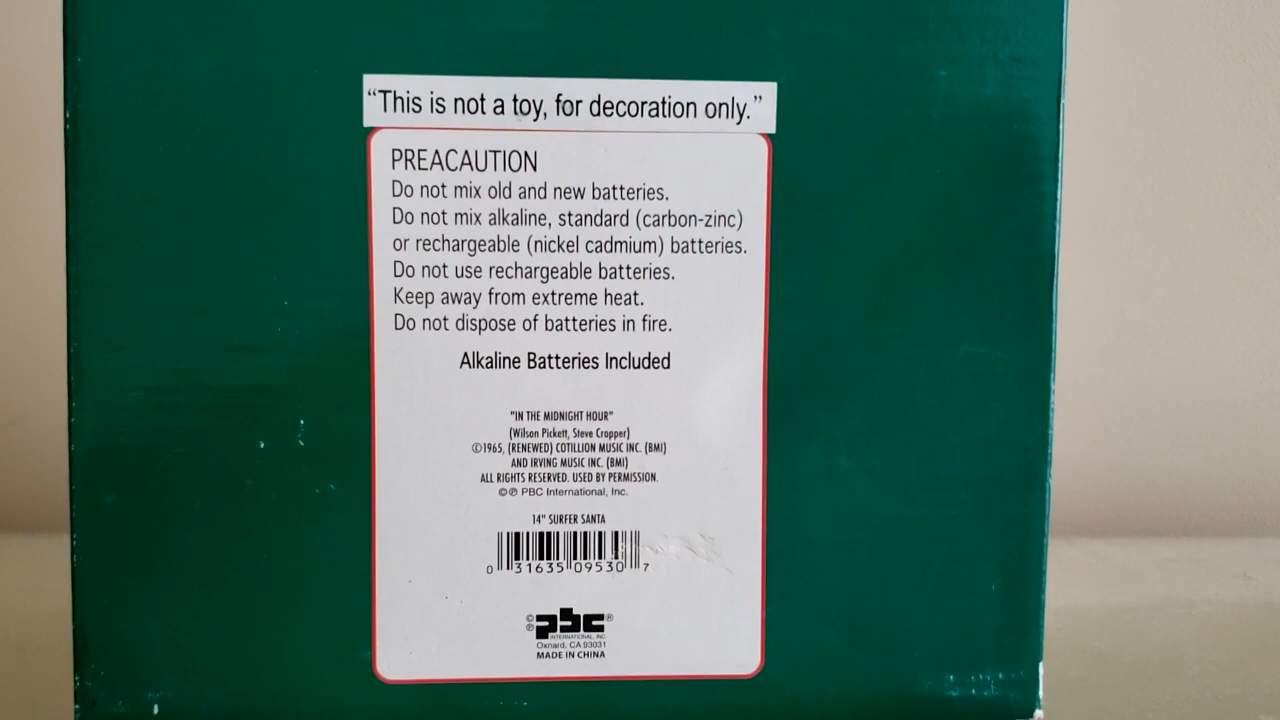 “This is not a toy, for decoration only.”
PREACAUTION
Do not mix old and new batteries.
Do not mix alkaline, standard (carbon-zinc)
or rechargeable (nickel cadmium) batteries.
Do not use rechargeable batteries.
Keep away from extreme heat.
Do not dispose of batteries in fire.
Alkaline Batteries Included
"IN THE MIDNIGHT HOUR"
(Wilson Pickett, Steve Cropper)
©1965, (RENEWED) COTILLION MUSIC INC. (BMI)
AND IRVING MUSIC INC. (BMI)
ALL RIGHTS RESERVED. USED BY PERMISSION.
©℗ PBC International, Inc.
14" SURFER SANTA
0 31635 09530 7
©℗ pbc®
INTERNATIONAL, INC.
Oxnard, CA 93031
MADE IN CHINA